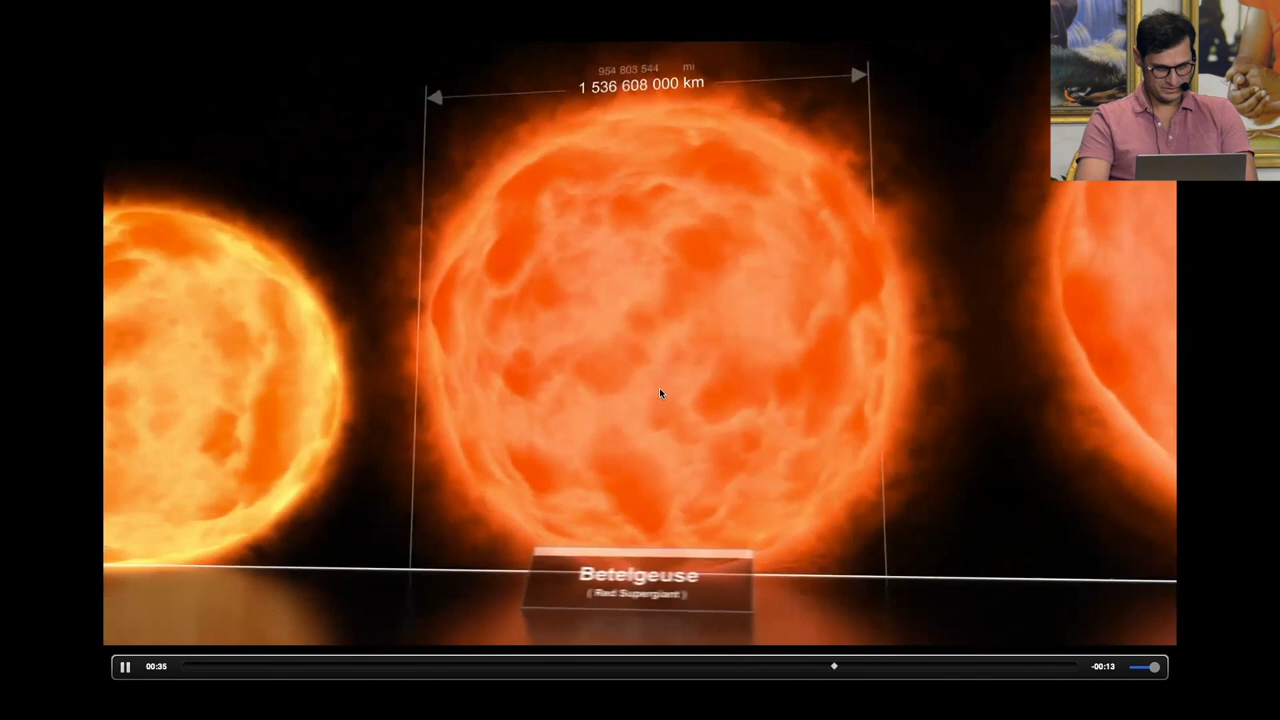 954 803 544 mi
1 536 608 000 km
Betelgeuse
( Red Supergiant )
00:35
-00:13